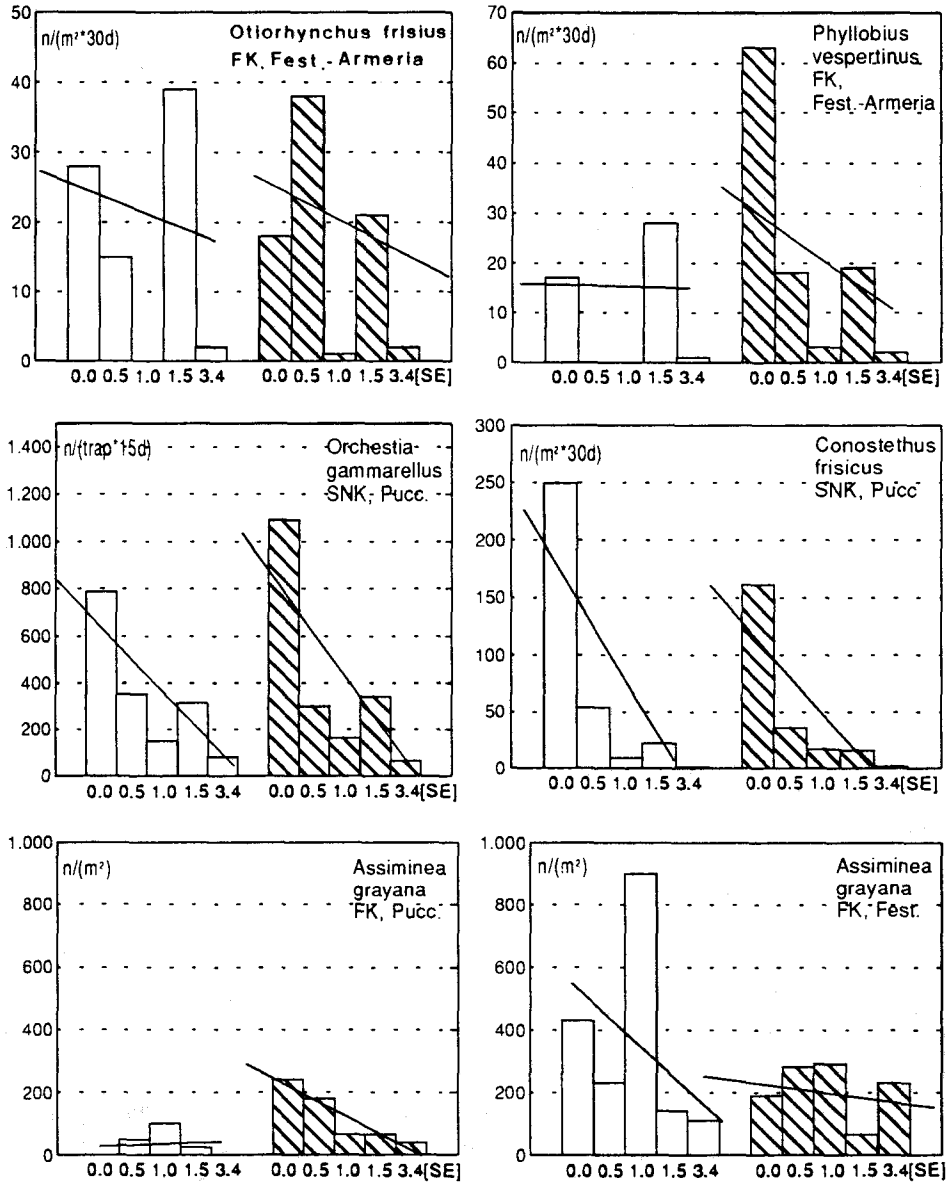 50
40
30
20
10
0
n/(m²*30d)
Otiorhynchus frisius
FK, Fest.-Armeria
0.0 0.5 1.0 1.5 3.4
0.0 0.5 1.0 1.5 3.4[SE]
70
60
50
40
30
20
10
0
n/(m²*30d)
Phyllobius
vespertinus
FK,
Fest.-Armeria
0.0 0.5 1.0 1.5 3.4
0.0 0.5 1.0 1.5 3.4[SE]
1.400
1.200
1.000
800
600
400
200
0
n/(trap*15d)
Orchestia-
gammarellus
SNK, Pucc.
0.0 0.5 1.0 1.5 3.4
0.0 0.5 1.0 1.5 3.4[SE]
300
250
200
150
100
50
0
n/(m²*30d)
Conostethus
frisicus
SNK, Pucc
0.0 0.5 1.0 1.5 3.4
0.0 0.5 1.0 1.5 3.4[SE]
1.000
800
600
400
200
0
n/(m²)
Assiminea
grayana
FK, Pucc.
0.0 0.5 1.0 1.5 3.4
0.0 0.5 1.0 1.5 3.4[SE]
1.000
800
600
400
200
0
n/(m²)
Assiminea
grayana
FK, Fest.
0.0 0.5 1.0 1.5 3.4
0.0 0.5 1.0 1.5 3.4[SE]